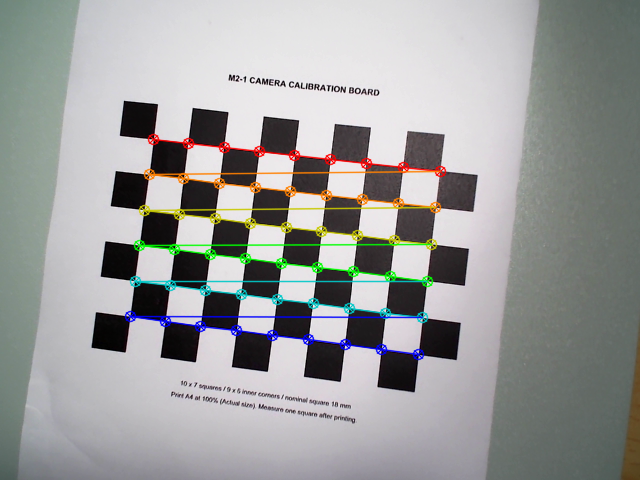 M2-1 CAMERA CALIBRATION BOARD
10 x 7 squares / 9 x 6 inner corners / nominal square 18 mm
Print A4 at 100% (Actual size). Measure one square after printing.